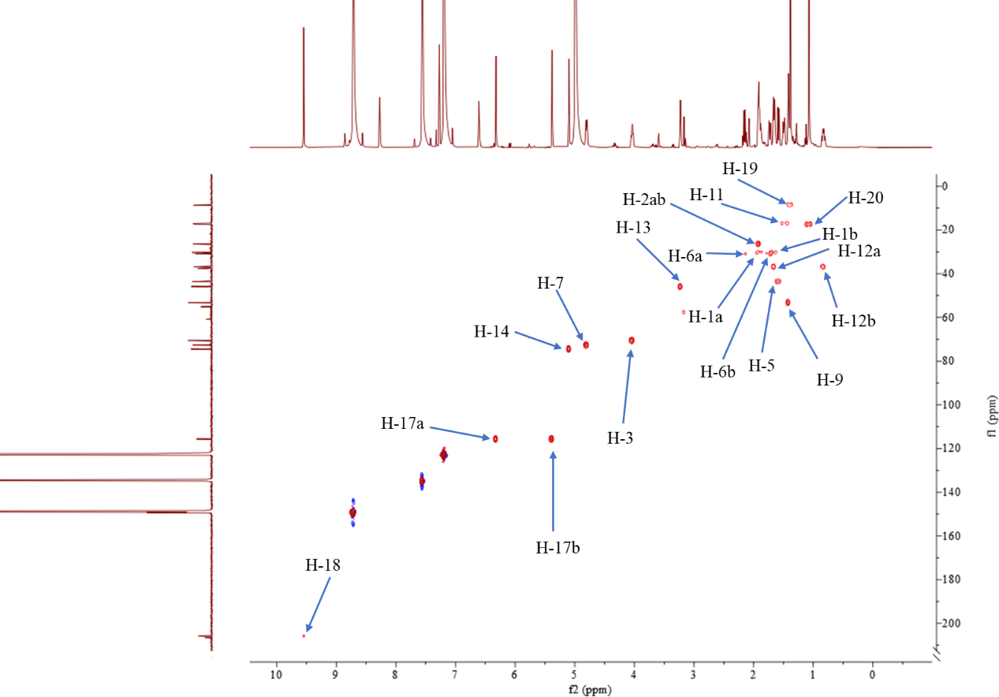 H-19
H-11
H-2ab
H-20
H-13
H-1b
H-6a
H-12a
H-7
H-1a
H-12b
H-14
H-6b
H-5
H-9
H-17a
H-3
H-17b
H-18
0
20
40
60
80
100
120
140
160
180
200
f1 (ppm)
10 9 8 7 6 5 4 3 2 1 0
f2 (ppm)